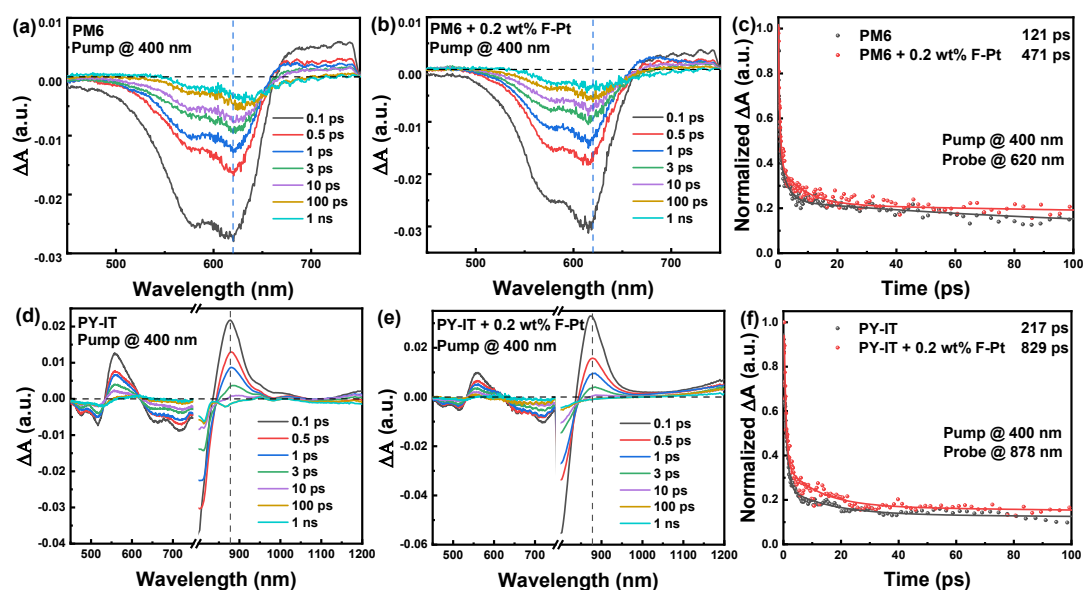 (a)
PM6
Pump @ 400 nm
0.00
-0.01
-0.02
-0.03
ΔA (a.u.)
0.1 ps
0.5 ps
1 ps
3 ps
10 ps
100 ps
1 ns
500
600
700
Wavelength (nm)
(b)
PM6 + 0.2 wt% F-Pt
Pump @ 400 nm
0.00
-0.01
-0.02
-0.03
ΔA (a.u.)
0.1 ps
0.5 ps
1 ps
3 ps
10 ps
100 ps
1 ns
500
600
700
Wavelength (nm)
(c)
PM6 121 ps
PM6 + 0.2 wt% F-Pt 471 ps
Pump @ 400 nm
Probe @ 620 nm
1.0
0.8
0.6
0.4
0.2
0.0
Normalized ΔA (a.u.)
0 20 40 60 80 100
Time (ps)
(d)
PY-IT
Pump @ 400 nm
0.02
0.01
0.00
-0.01
-0.02
-0.03
-0.04
ΔA (a.u.)
0.1 ps
0.5 ps
1 ps
3 ps
10 ps
100 ps
1 ns
500 600 700 900 1000 1100 1200
Wavelength (nm)
(e)
PY-IT + 0.2 wt% F-Pt
Pump @ 400 nm
0.02
0.00
-0.02
-0.04
-0.06
ΔA (a.u.)
0.1 ps
0.5 ps
1 ps
3 ps
10 ps
100 ps
1 ns
500 600 700 900 1000 1100 1200
Wavelength (nm)
(f)
PY-IT 217 ps
PY-IT + 0.2 wt% F-Pt 829 ps
Pump @ 400 nm
Probe @ 878 nm
1.0
0.8
0.6
0.4
0.2
0.0
Normalized ΔA (a.u.)
0 20 40 60 80 100
Time (ps)